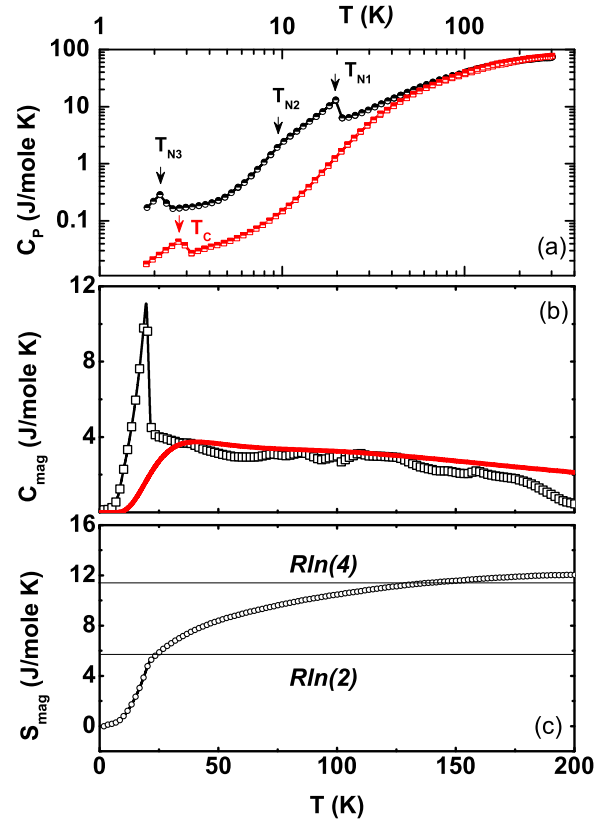 T (K)
1 10 100
100
10
1
0.1
C_P (J/mole K)
T_N1
T_N2
T_N3
T_C
(a)
12
8
4
C_mag (J/mole K)
(b)
16
12
8
4
0
S_mag (J/mole K)
Rln(4)
Rln(2)
(c)
0 50 100 150 200
T (K)